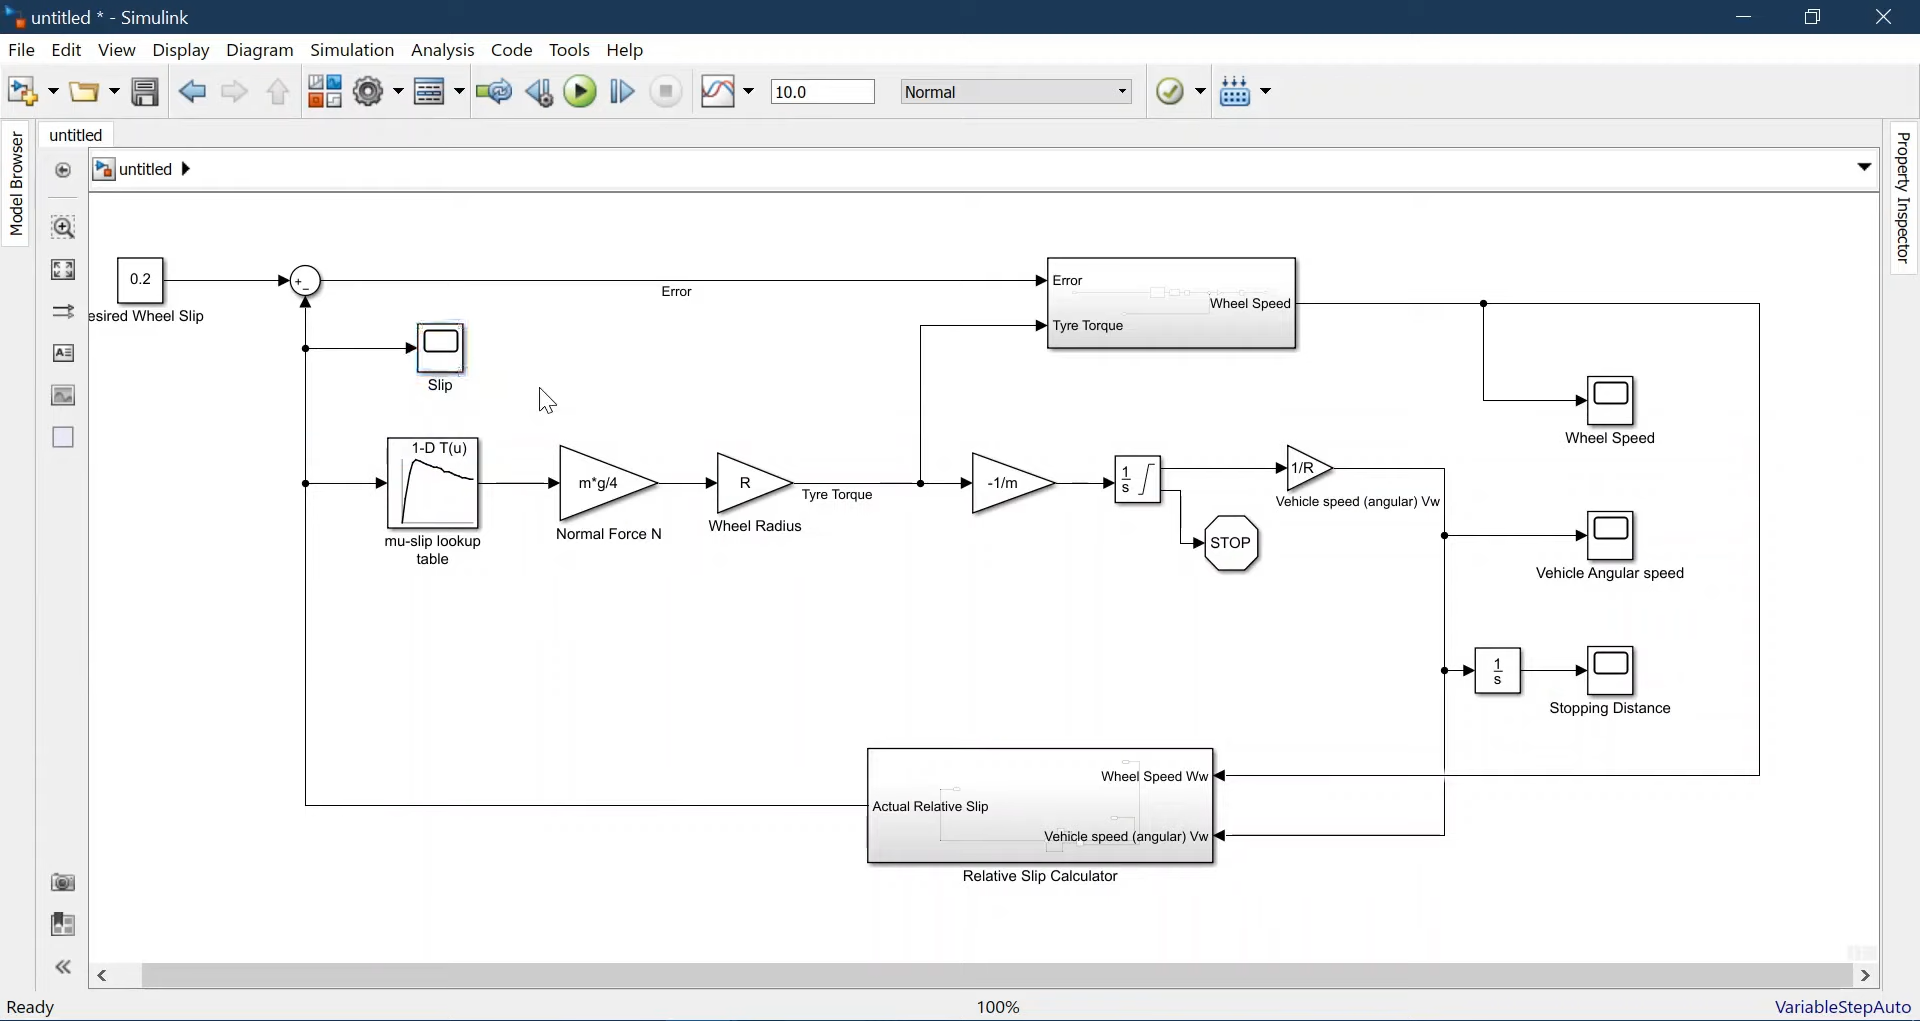 untitled * - Simulink
File Edit View Display Diagram Simulation Analysis Code Tools Help
10.0 Normal
Model Browser
untitled
untitled
Property Inspector
0.2
+
−
Error
Error
Wheel Speed
Tyre Torque
esired Wheel Slip
Slip
Wheel Speed
1-D T(u)
mu-slip lookup
table
m*g/4
Normal Force N
R
Wheel Radius
Tyre Torque
-1/m
1
s
1/R
Vehicle speed (angular) Vw
STOP
Vehicle Angular speed
1
s
Stopping Distance
Wheel Speed Ww
Actual Relative Slip
Vehicle speed (angular) Vw
Relative Slip Calculator
Ready
100%
VariableStepAuto